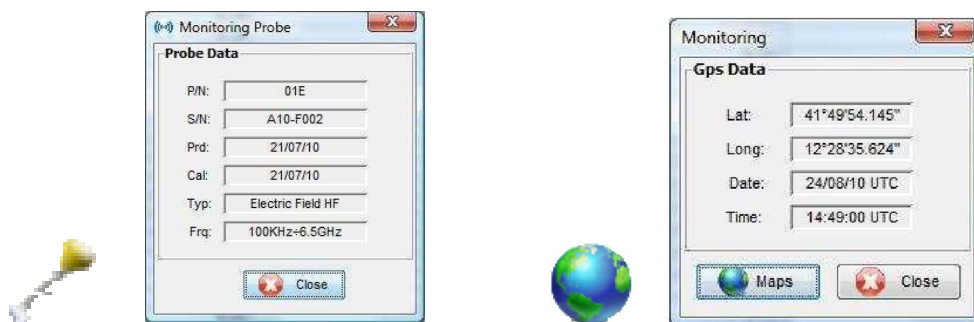 Monitoring Probe
Probe Data
P/N: 01E
S/N: A10-F002
Prd: 21/07/10
Cal: 21/07/10
Typ: Electric Field HF
Frq: 100KHz÷6.5GHz
Close
Monitoring
Gps Data
Lat: 41°49'54.145"
Long: 12°28'35.624"
Date: 24/08/10 UTC
Time: 14:49:00 UTC
Maps Close